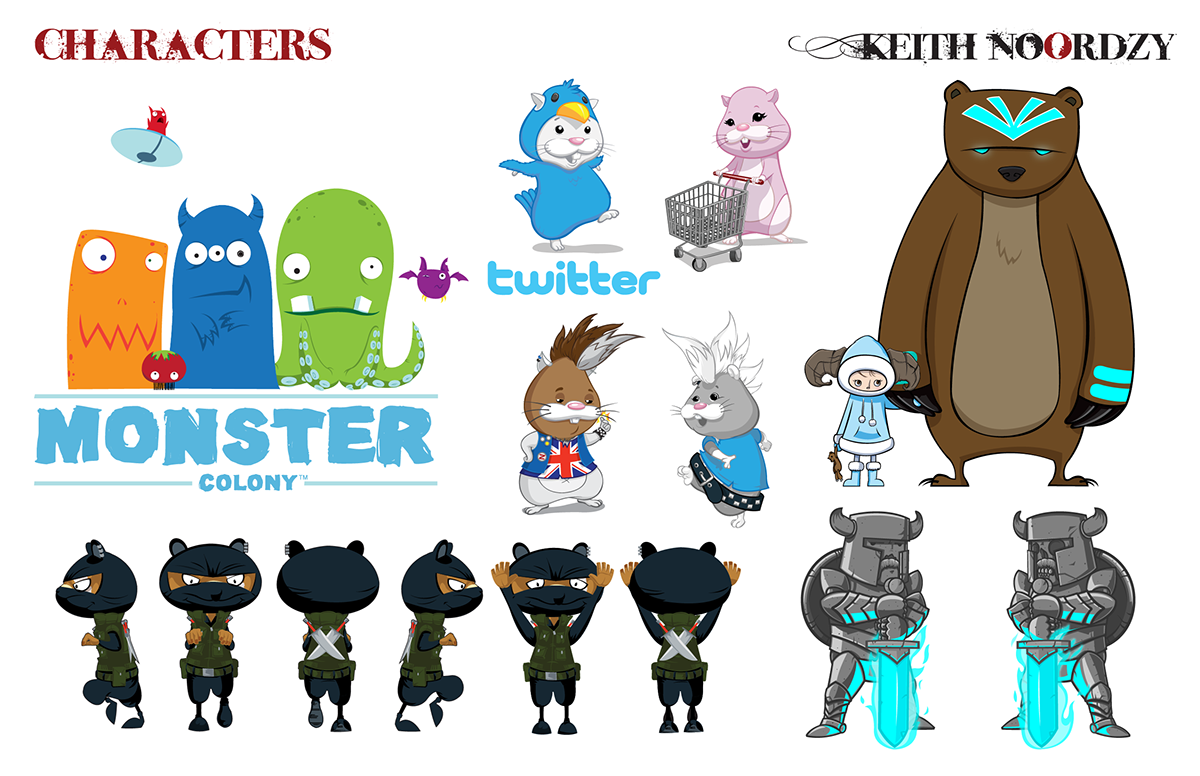 CHARACTERS
KEITH NOORDZY
twitter
MONSTER
COLONY™